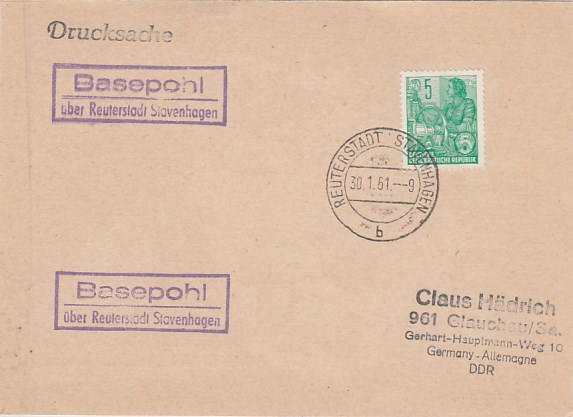 Drucksache
Basepohl
über Reuterstadt Stavenhagen
5
DEUTSCHE DEMOKRATISCHE REPUBLIK
REUTERSTADT STAVENHAGEN
30.1.61.--9
b
Basepohl
über Reuterstadt Stavenhagen
Claus Hädrich
961 Glauchau/Sa.
Gerhart-Hauptmann-Weg 10
Germany-Allemagne
DDR